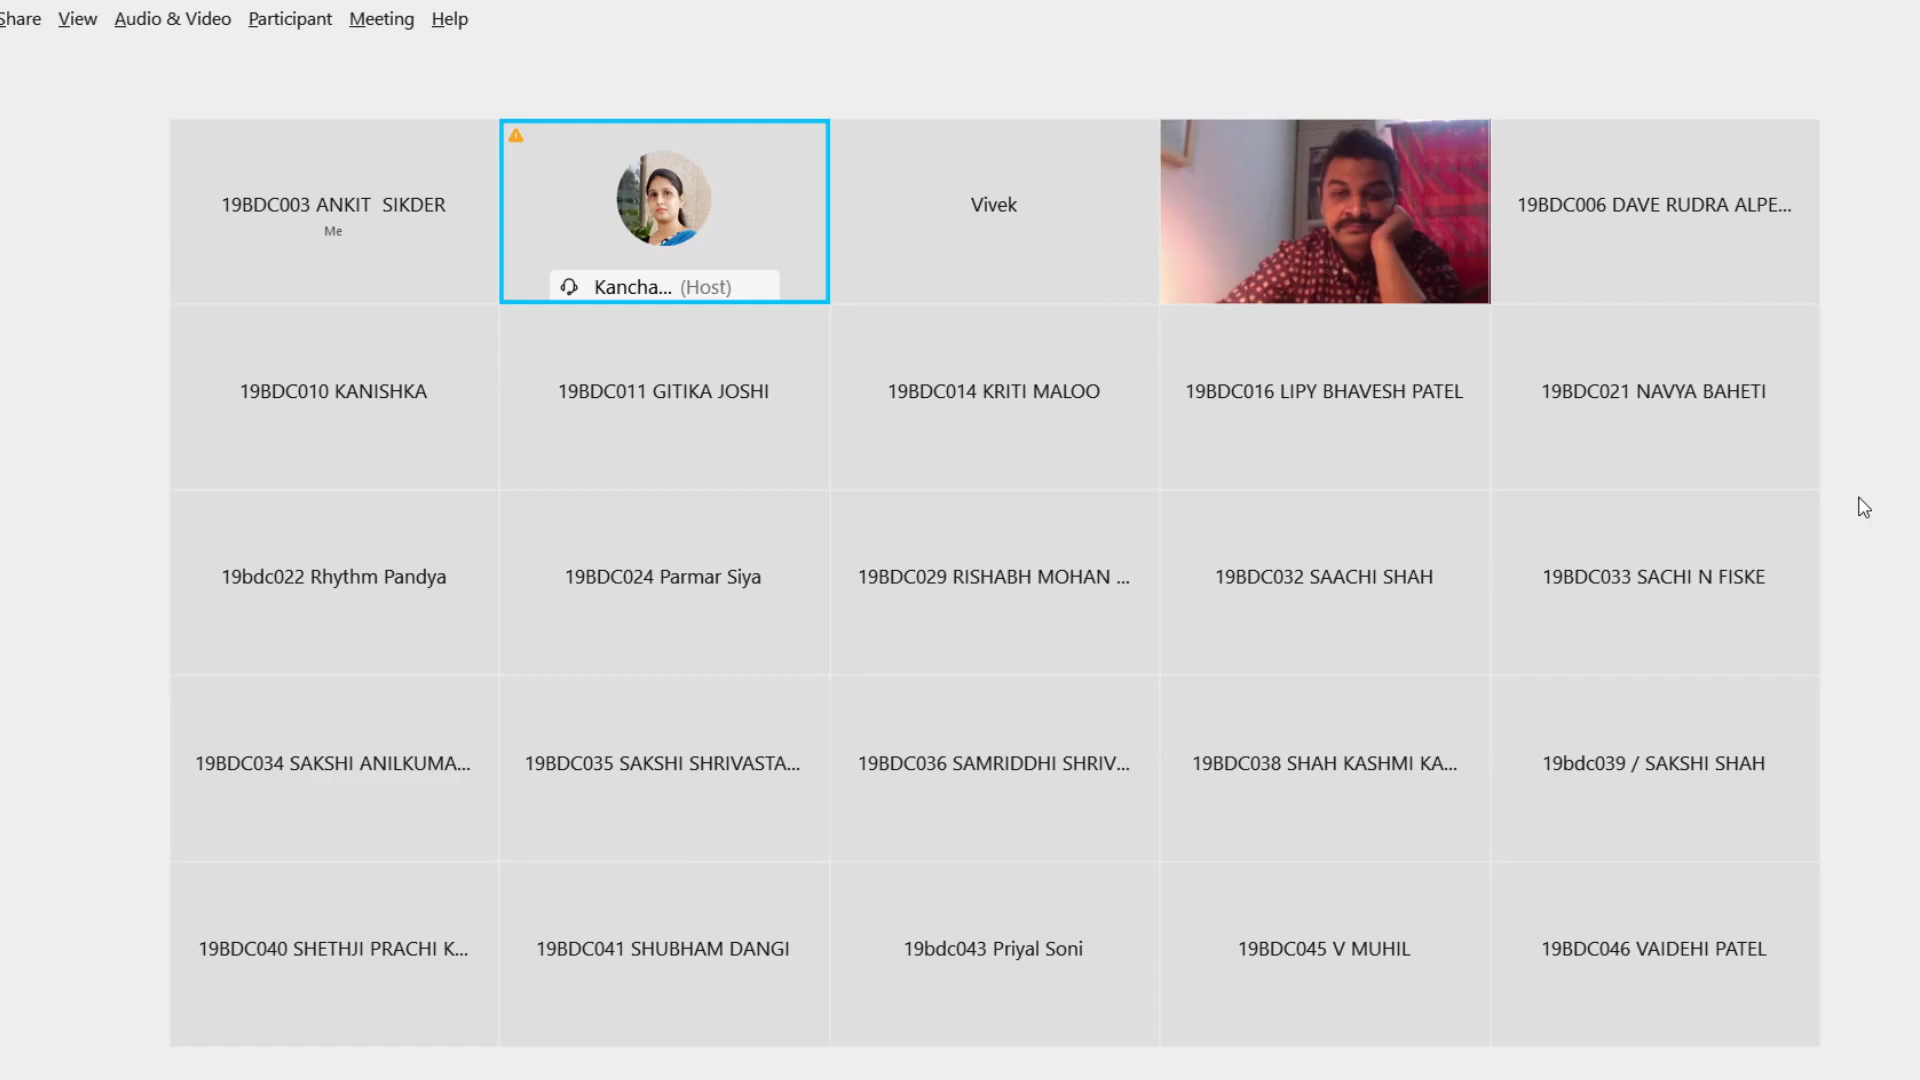 Share View Audio & Video Participant Meeting Help
19BDC003 ANKIT SIKDER
Me
Kancha... (Host)
Vivek
19BDC006 DAVE RUDRA ALPE...
19BDC010 KANISHKA
19BDC011 GITIKA JOSHI
19BDC014 KRITI MALOO
19BDC016 LIPY BHAVESH PATEL
19BDC021 NAVYA BAHETI
19bdc022 Rhythm Pandya
19BDC024 Parmar Siya
19BDC029 RISHABH MOHAN ...
19BDC032 SAACHI SHAH
19BDC033 SACHI N FISKE
19BDC034 SAKSHI ANILKUMA...
19BDC035 SAKSHI SHRIVASTA...
19BDC036 SAMRIDDHI SHRIV...
19BDC038 SHAH KASHMI KA...
19bdc039 / SAKSHI SHAH
19BDC040 SHETHJI PRACHI K...
19BDC041 SHUBHAM DANGI
19bdc043 Priyal Soni
19BDC045 V MUHIL
19BDC046 VAIDEHI PATEL